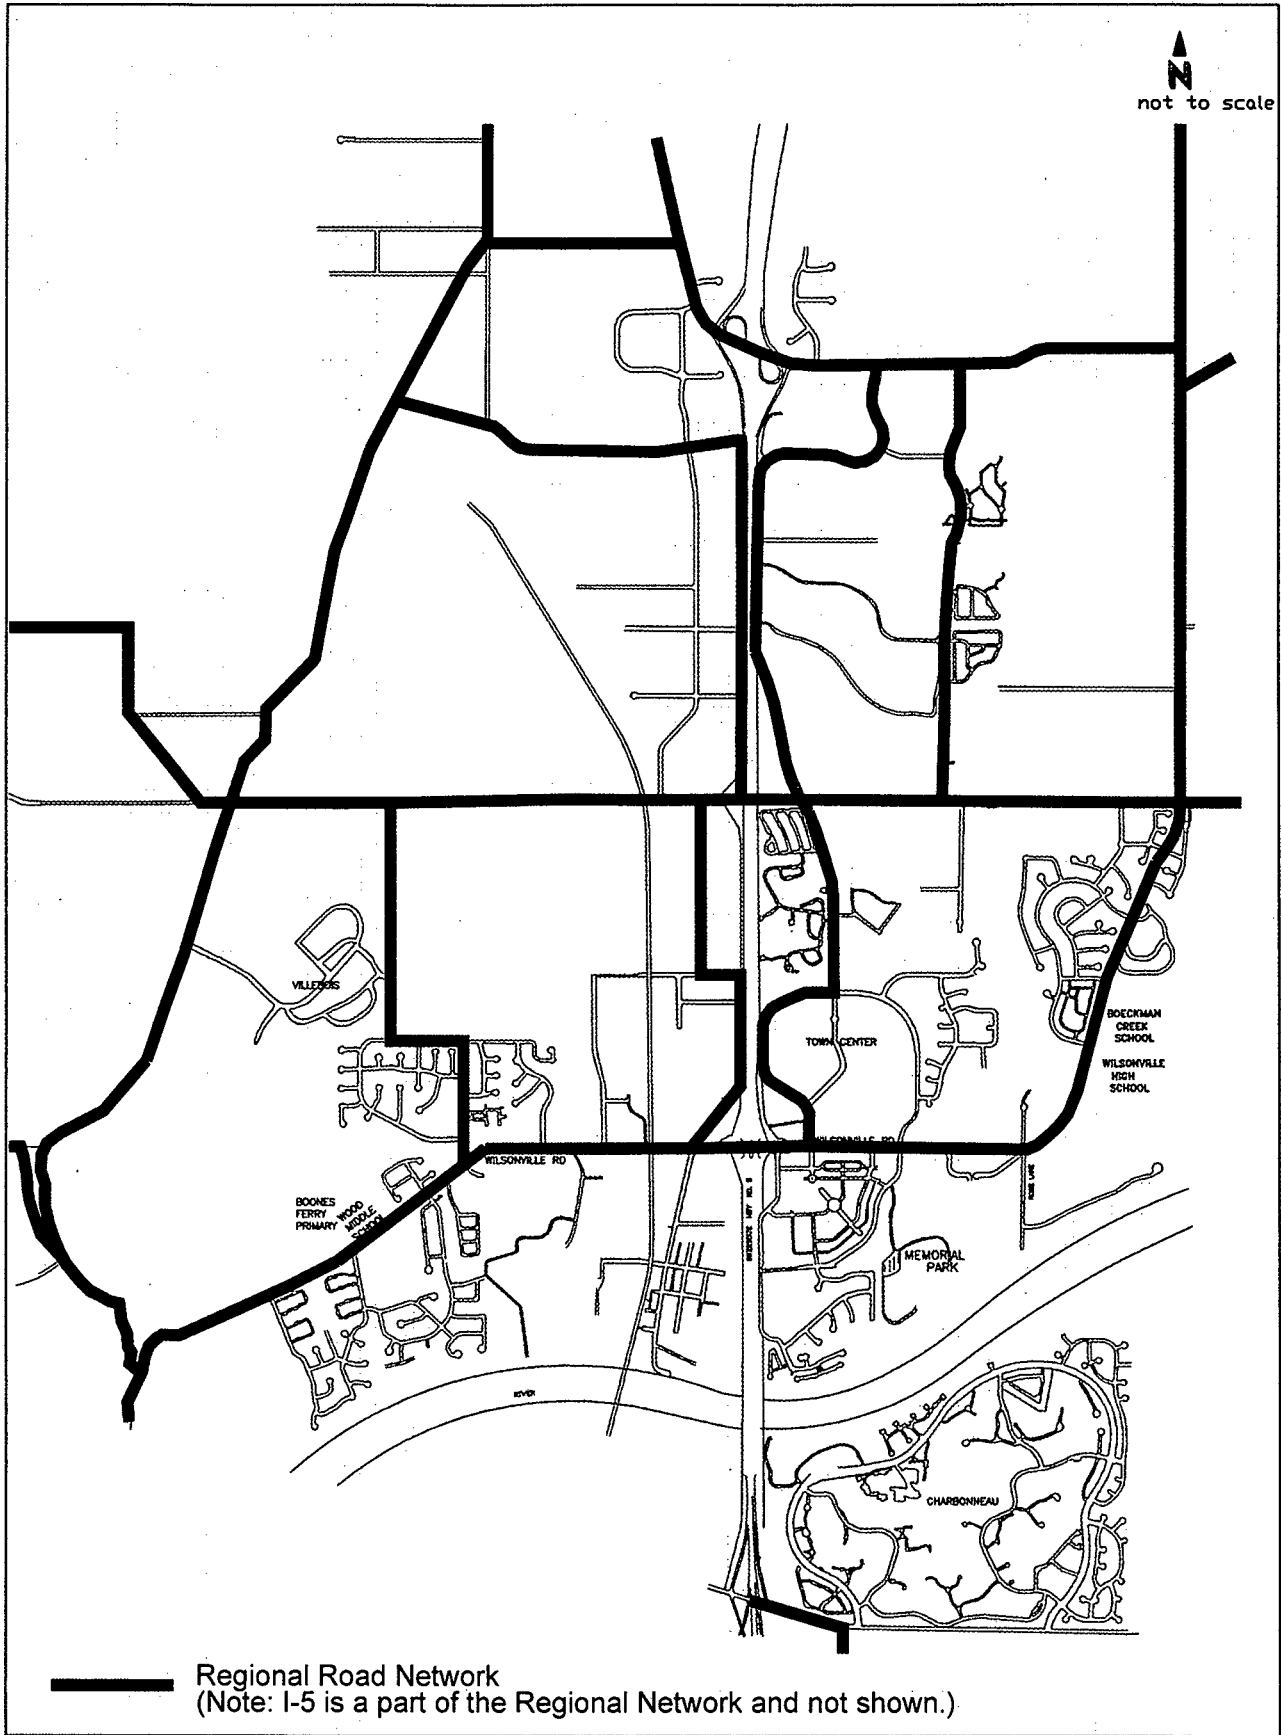 N
not to scale
VILLEBOIS
TOWN CENTER
BOECKMAN
CREEK
SCHOOL
WILSONVILLE
HIGH
SCHOOL
WILSONVILLE RD
WILSONVILLE RD
BOONES
FERRY
PRIMARY
WOOD
MIDDLE
SCHOOL
MEMORIAL
PARK
RIVER
CHARBONNEAU
Regional Road Network
(Note: I-5 is a part of the Regional Network and not shown.)